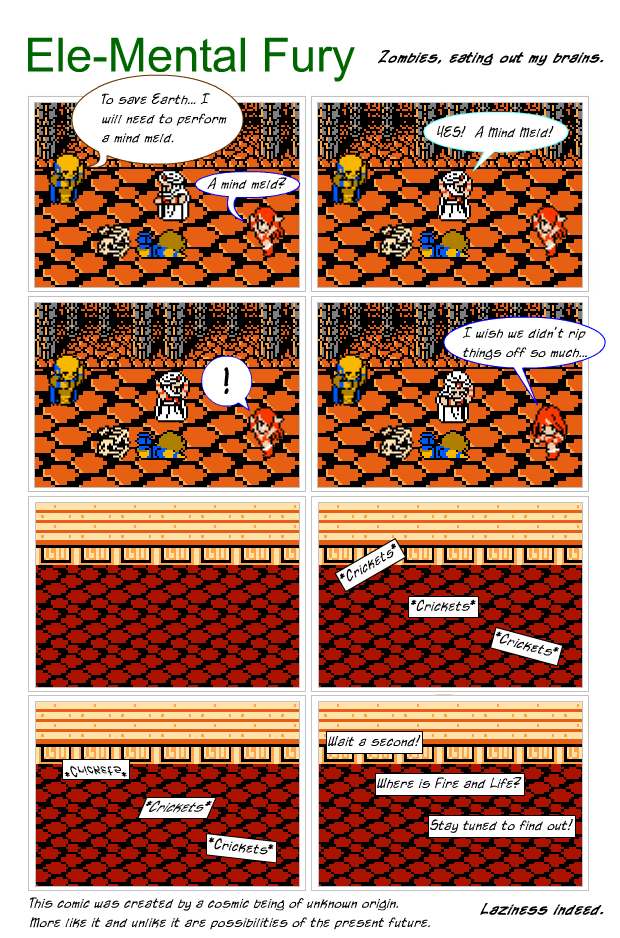 Ele-Mental Fury
Zombies, eating out my brains.
To save Earth... I
will need to perform
a mind meld.
A mind meld?
YES! A Mind Meld!
!
I wish we didn't rip
things off so much...
*Crickets*
*Crickets*
*Crickets*
*Crickets*
*Crickets*
*Crickets*
Wait a second!
Where is Fire and Life?
Stay tuned to find out!
This comic was created by a cosmic being of unknown origin.
More like it and unlike it are possibilities of the present future.
Laziness indeed.